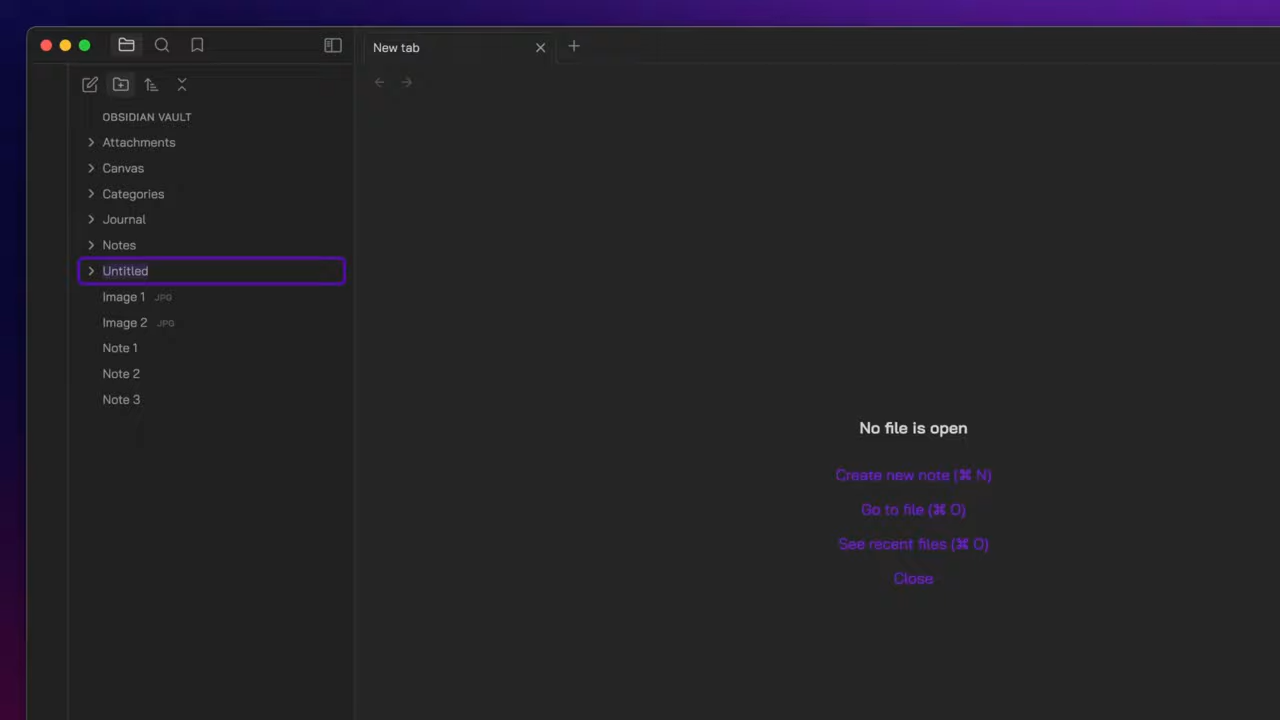 New tab
OBSIDIAN VAULT
Attachments
Canvas
Categories
Journal
Notes
Untitled
Image 1 JPG
Image 2 JPG
Note 1
Note 2
Note 3
No file is open
Create new note (⌘ N)
Go to file (⌘ O)
See recent files (⌘ O)
Close